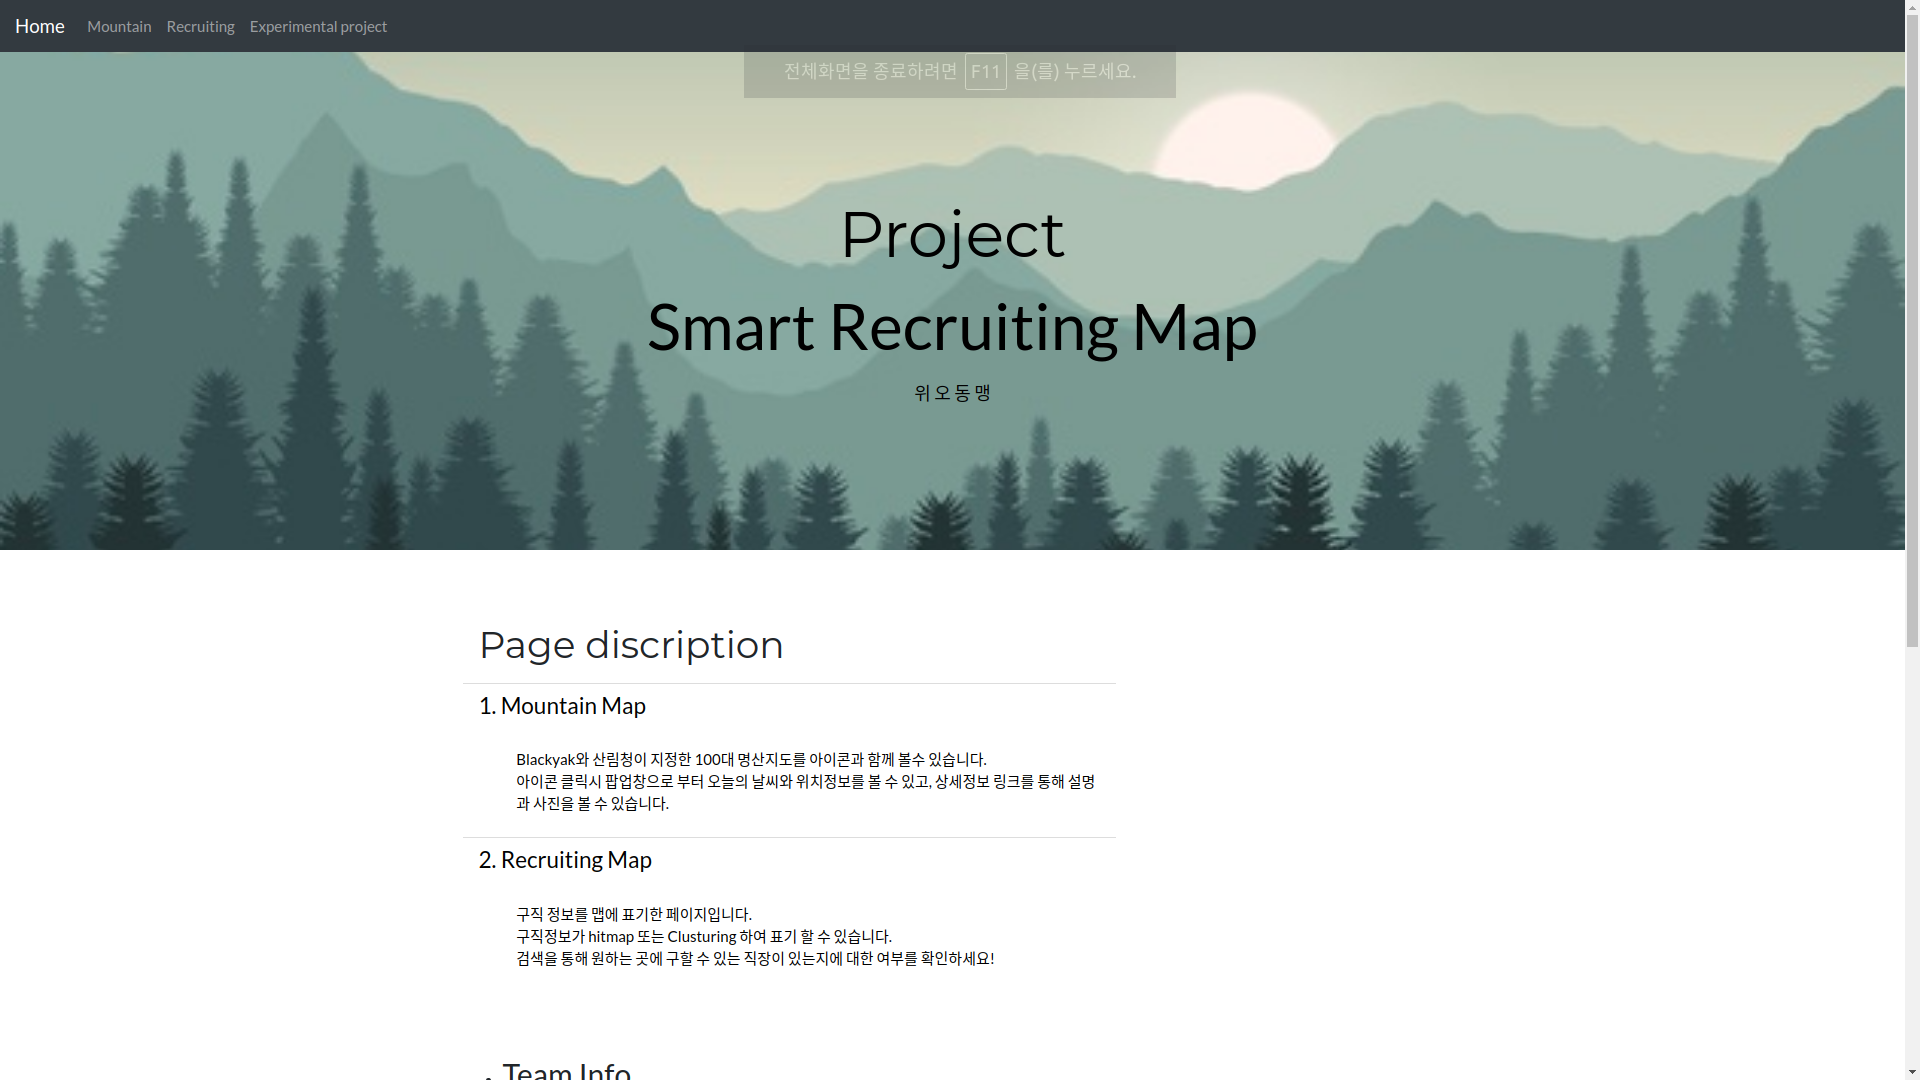 Home Mountain Recruiting Experimental project
전체화면을 종료하려면 F11 을(를) 누르세요.
Project
Smart Recruiting Map
위 오 동 맹
Page discription
1. Mountain Map
Blackyak와 산림청이 지정한 100대 명산지도를 아이콘과 함께 볼수 있습니다.
아이콘 클릭시 팝업창으로 부터 오늘의 날씨와 위치정보를 볼 수 있고, 상세정보 링크를 통해 설명
과 사진을 볼 수 있습니다.
2. Recruiting Map
구직 정보를 맵에 표기한 페이지입니다.
구직정보가 hitmap 또는 Clusturing 하여 표기 할 수 있습니다.
검색을 통해 원하는 곳에 구할 수 있는 직장이 있는지에 대한 여부를 확인하세요!
• Team Info